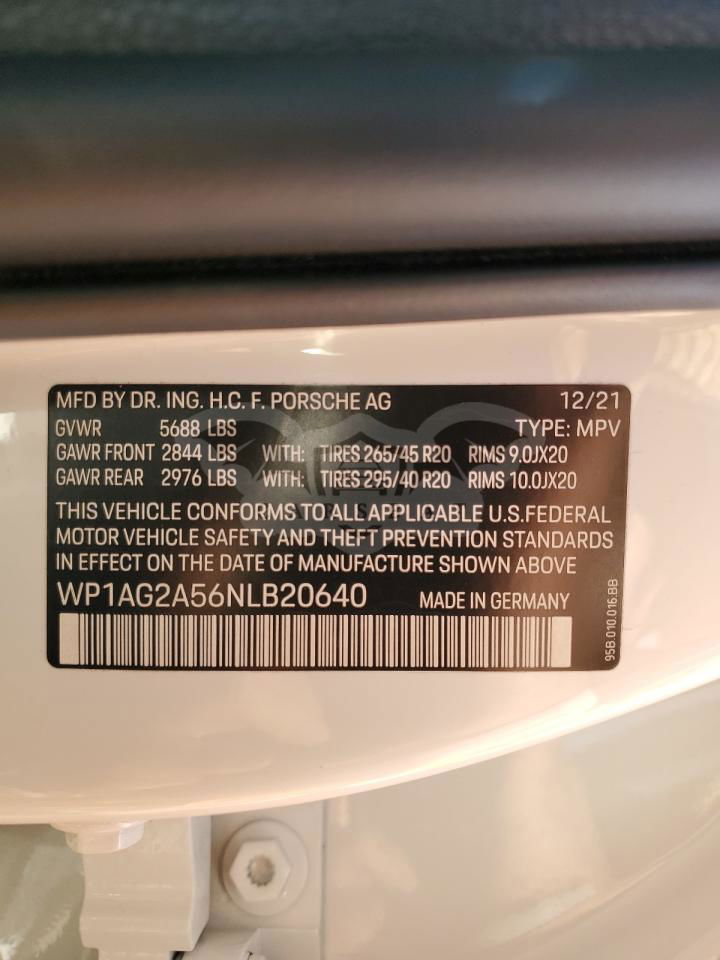 MFD BY DR. ING. H.C. F. PORSCHE AG 12/21
GVWR 5688 LBS TYPE: MPV
GAWR FRONT 2844 LBS WITH: TIRES 265/45 R20 RIMS 9.0JX20
GAWR REAR 2976 LBS WITH: TIRES 295/40 R20 RIMS 10.0JX20
THIS VEHICLE CONFORMS TO ALL APPLICABLE U.S.FEDERAL
MOTOR VEHICLE SAFETY AND THEFT PREVENTION STANDARDS
IN EFFECT ON THE DATE OF MANUFACTURE SHOWN ABOVE
WP1AG2A56NLB20640 MADE IN GERMANY
95B.010.016.BB